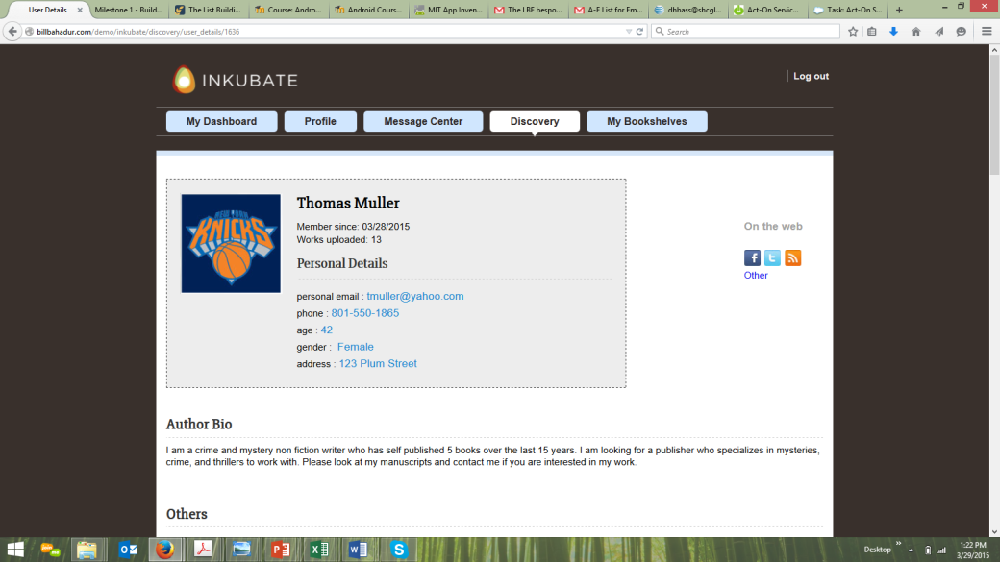 User Details
Milestone 1 - Build...
The List Buildi...
Course: Andro...
Android Cours...
MIT App Inven...
The LBF bespo...
A-F List for Em...
dhbass@sbcgl...
Act-On Servic...
Task: Act-On S...
billbahadur.com/demo/inkubate/discovery/user_details/1636
Search
INKUBATE
Log out
My Dashboard
Profile
Message Center
Discovery
My Bookshelves
NEW YORK
KNICKS
Thomas Muller
Member since: 03/28/2015
Works uploaded: 13
Personal Details
personal email : tmuller@yahoo.com
phone : 801-550-1865
age : 42
gender : Female
address : 123 Plum Street
On the web
Other
Author Bio
I am a crime and mystery non fiction writer who has self published 5 books over the last 15 years. I am looking for a publisher who specializes in mysteries,
crime, and thrillers to work with. Please look at my manuscripts and contact me if you are interested in my work.
Others
Desktop
1:22 PM
3/29/2015